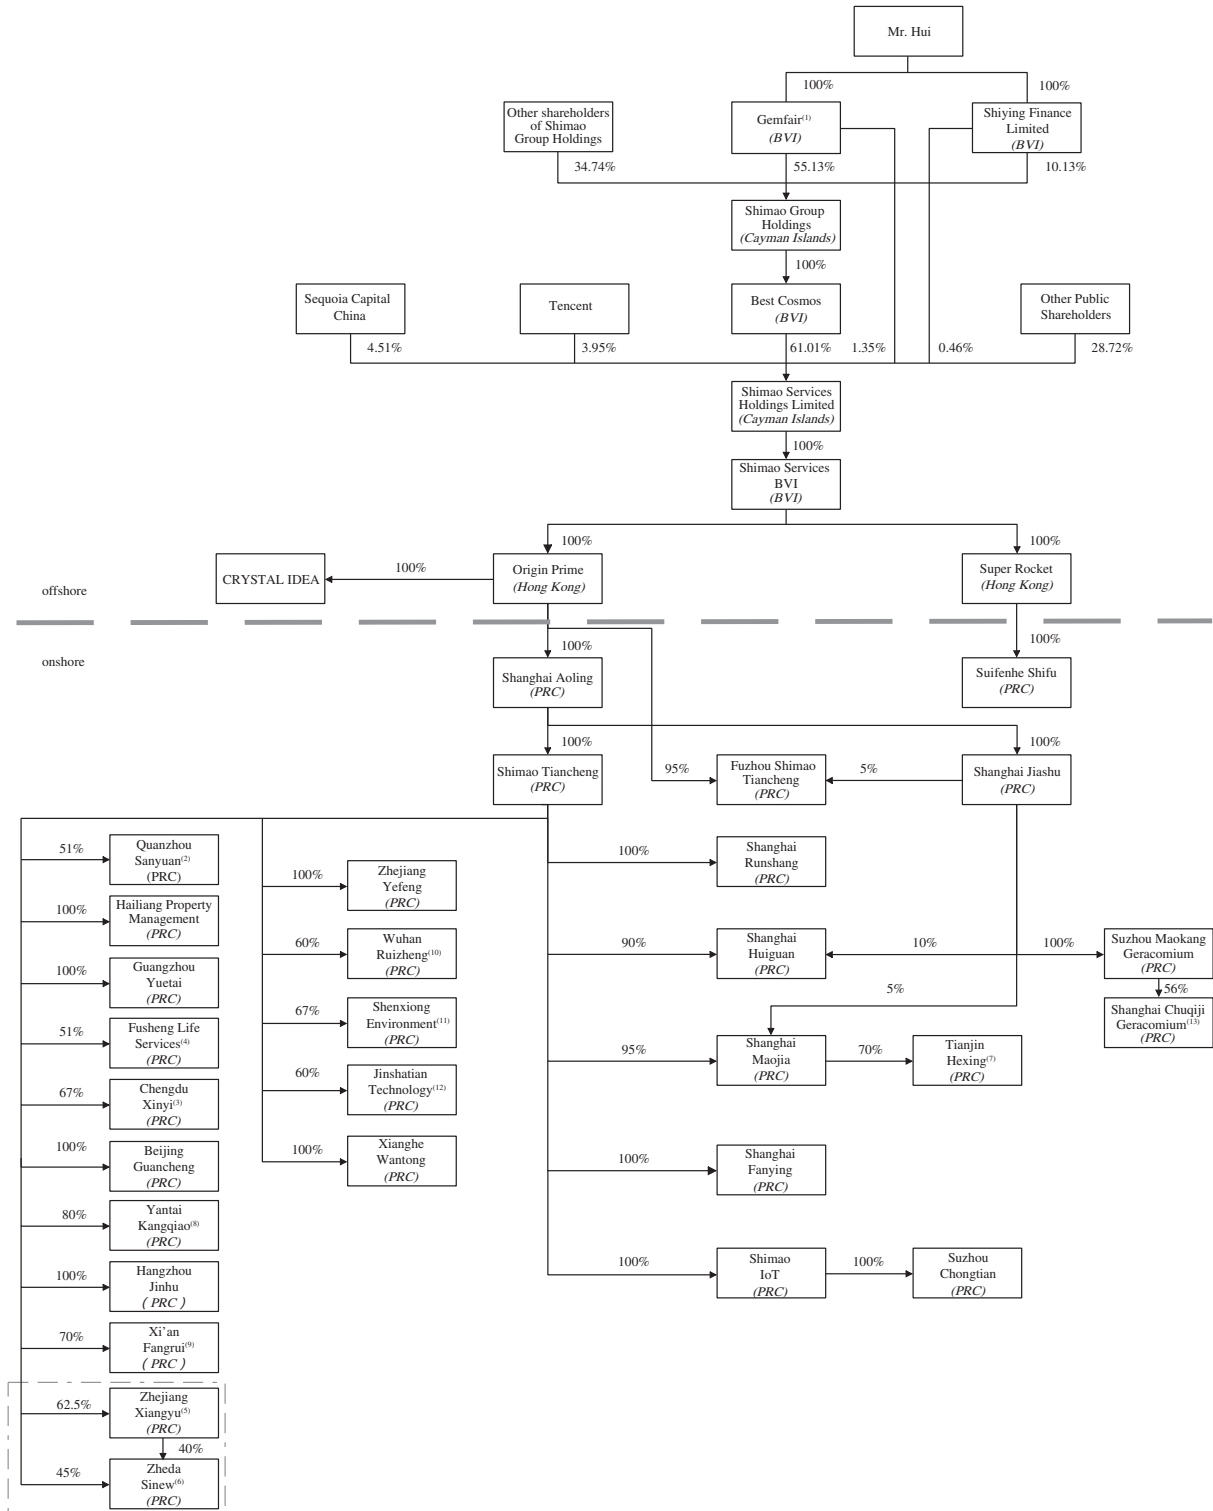 Mr. Hui
100%
100%
Other shareholders
of Shimao
Group Holdings
Gemfair(1)
(BVI)
Shiying Finance
Limited
(BVI)
34.74%
55.13%
10.13%
Shimao Group
Holdings
(Cayman Islands)
100%
Sequoia Capital
China
Tencent
Best Cosmos
(BVI)
Other Public
Shareholders
4.51%
3.95%
61.01%
1.35%
0.46%
28.72%
Shimao Services
Holdings Limited
(Cayman Islands)
100%
Shimao Services
BVI
(BVI)
100%
100%
CRYSTAL IDEA
100%
Origin Prime
(Hong Kong)
Super Rocket
(Hong Kong)
offshore
onshore
100%
100%
Shanghai Aoling
(PRC)
Suifenhe Shifu
(PRC)
100%
100%
Shimao Tiancheng
(PRC)
95%
Fuzhou Shimao
Tiancheng
(PRC)
5%
Shanghai Jiashu
(PRC)
51%
Quanzhou
Sanyuan(2)
(PRC)
100%
Hailiang Property
Management
(PRC)
100%
Guangzhou
Yuetai
(PRC)
51%
Fusheng Life
Services(4)
(PRC)
67%
Chengdu
Xinyi(3)
(PRC)
100%
Beijing
Guancheng
(PRC)
80%
Yantai
Kangqiao(8)
(PRC)
100%
Hangzhou
Jinhu
( PRC )
70%
Xi’an
Fangrui(9)
( PRC )
62.5%
Zhejiang
Xiangyu(5)
(PRC)
40%
45%
Zheda
Sinew(6)
(PRC)
100%
Zhejiang
Yefeng
(PRC)
60%
Wuhan
Ruizheng(10)
(PRC)
67%
Shenxiong
Environment(11)
(PRC)
60%
Jinshatian
Technology(12)
(PRC)
100%
Xianghe
Wantong
(PRC)
100%
Shanghai
Runshang
(PRC)
90%
Shanghai
Huiguan
(PRC)
10%
100%
Suzhou Maokang
Geracomium
(PRC)
56%
Shanghai Chuqiji
Geracomium(13)
(PRC)
5%
95%
Shanghai
Maojia
(PRC)
70%
Tianjin
Hexing(7)
(PRC)
100%
Shanghai
Fanying
(PRC)
100%
Shimao
IoT
(PRC)
100%
Suzhou
Chongtian
(PRC)